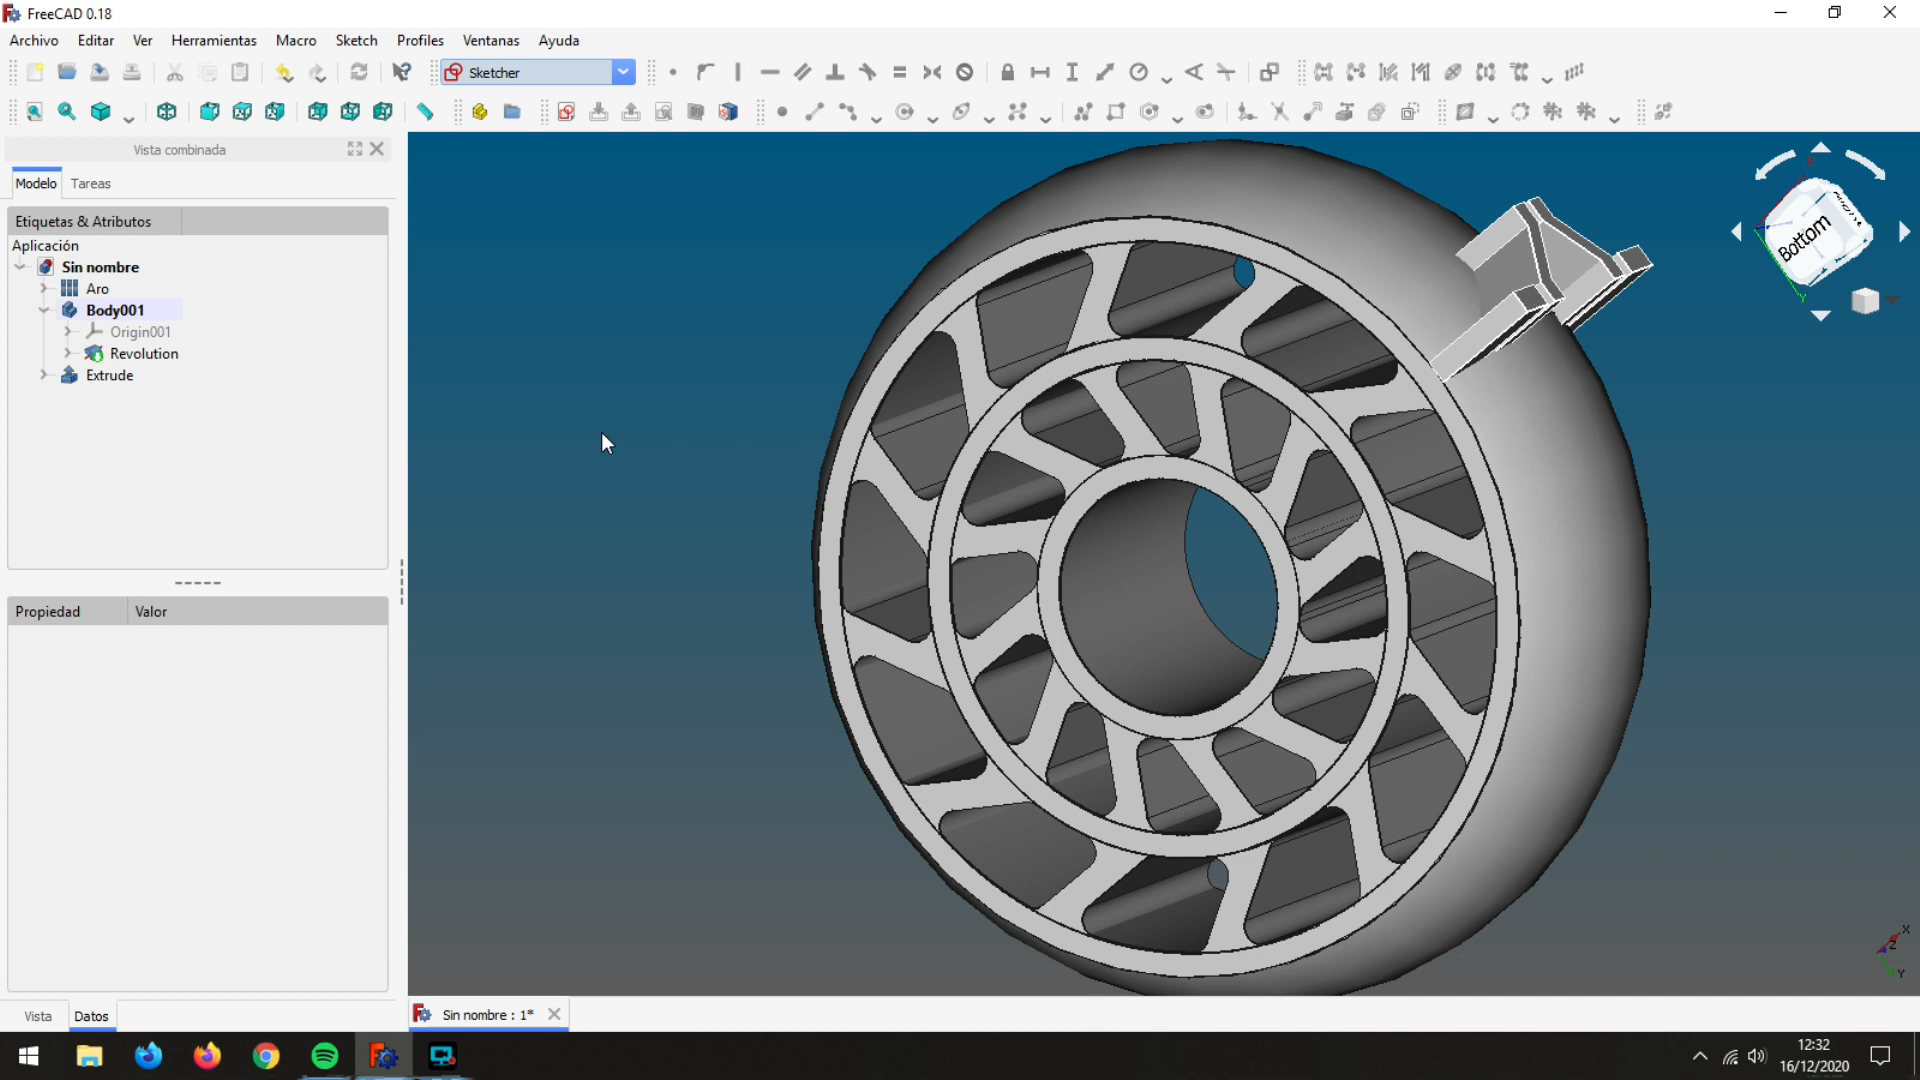 FreeCAD 0.18
Archivo Editar Ver Herramientas Macro Sketch Profiles Ventanas Ayuda
Sketcher
Vista combinada
Modelo Tareas
Etiquetas & Atributos
Aplicación
Sin nombre
Aro
Body001
Origin001
Revolution
Extrude
Propiedad Valor
Vista Datos
Sin nombre : 1*
Bottom
X
Y
X
Z
Y
12:32
16/12/2020